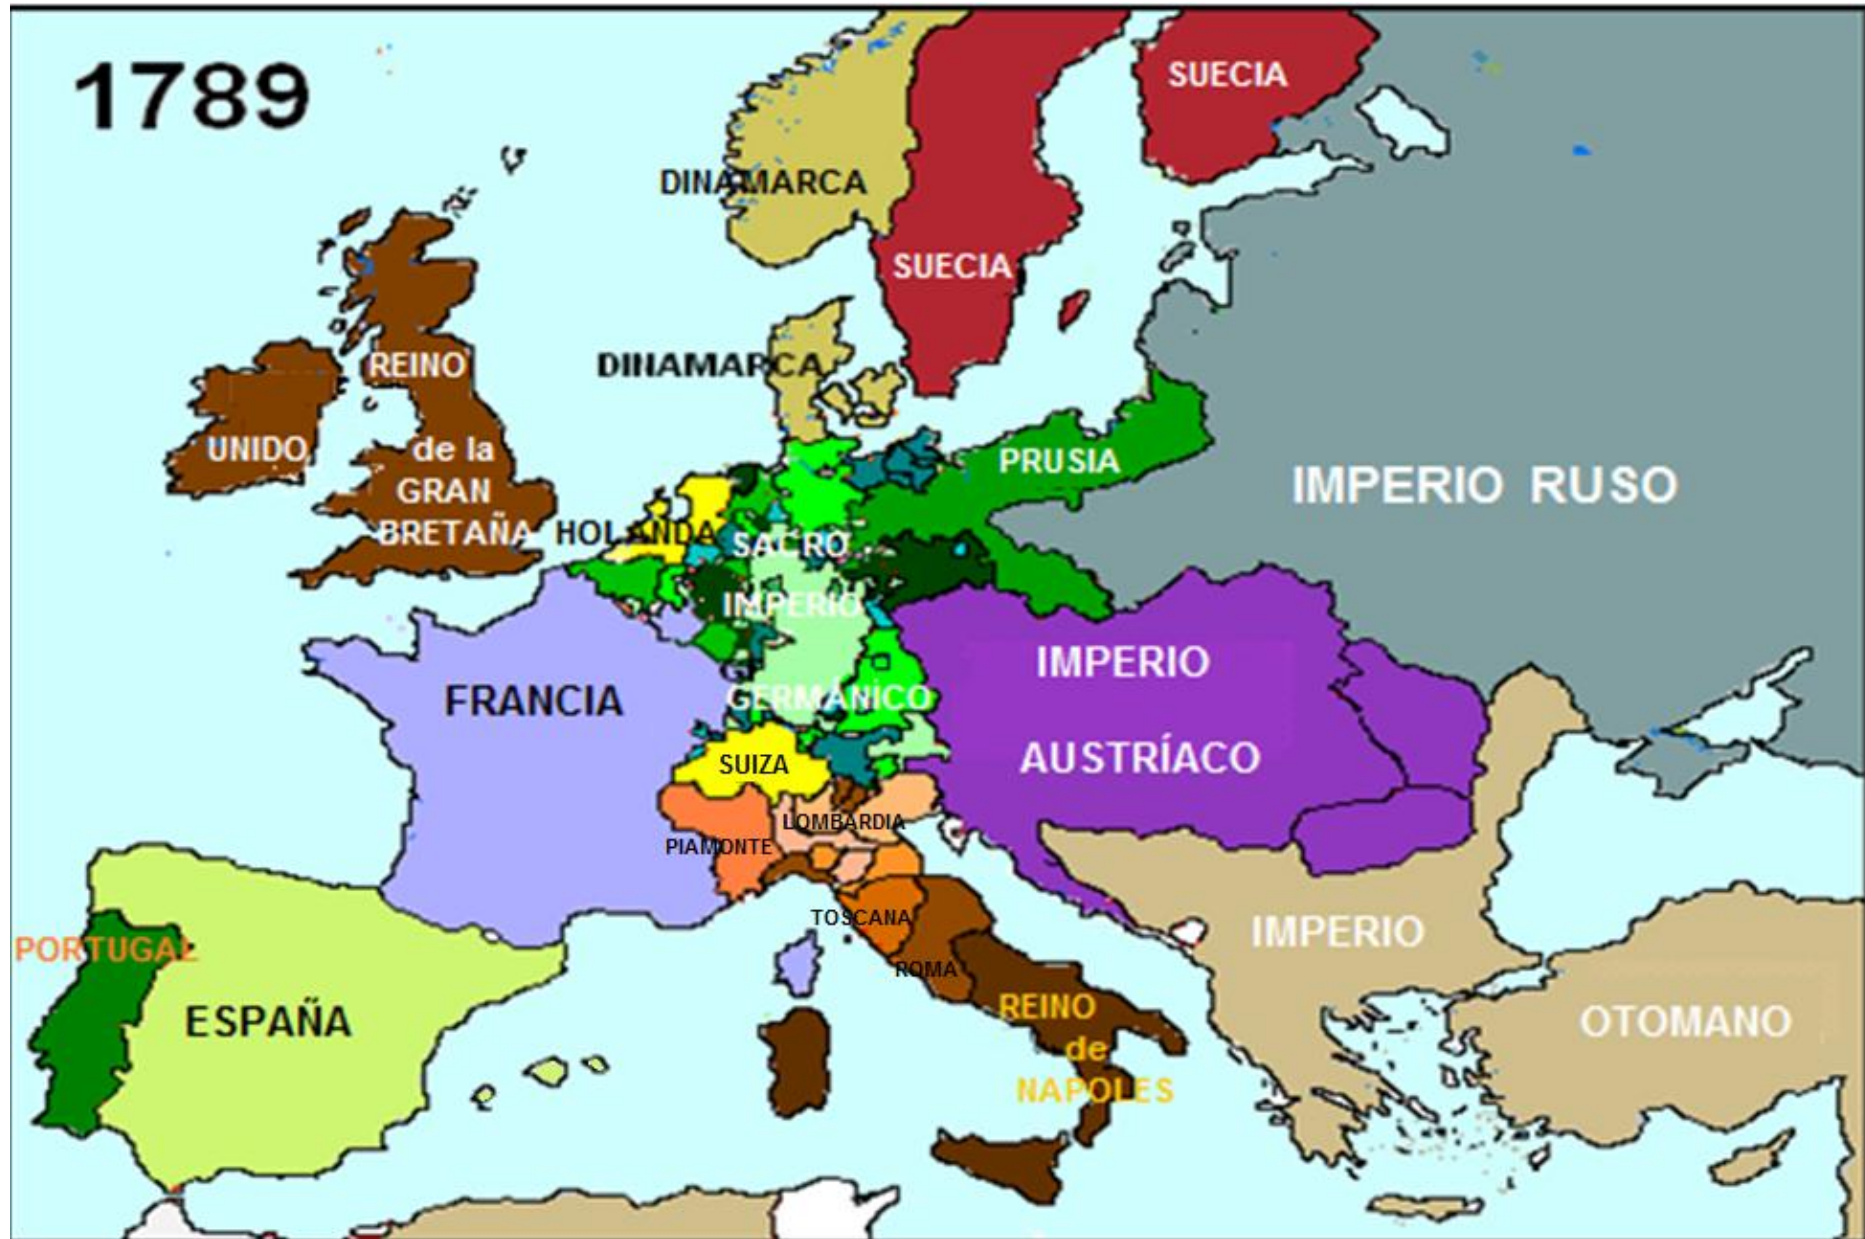 1789
SUECIA
DINAMARCA
SUECIA
DINAMARCA
REINO
UNIDO
de la
GRAN
BRETAÑA
HOLANDA
PRUSIA
IMPERIO RUSO
SACRO
IMPERIO
GERMÁNICO
IMPERIO
AUSTRÍACO
FRANCIA
SUIZA
LOMBARDIA
PIAMONTE
TOSCANA
ROMA
PORTUGAL
ESPAÑA
REINO
de
NAPOLES
IMPERIO
OTOMANO